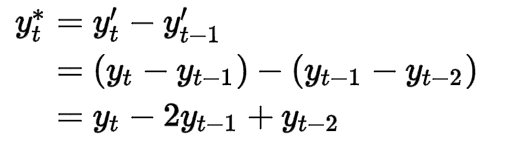 y*_t = y′_t − y′_{t−1}
= (y_t − y_{t−1}) − (y_{t−1} − y_{t−2})
= y_t − 2y_{t−1} + y_{t−2}